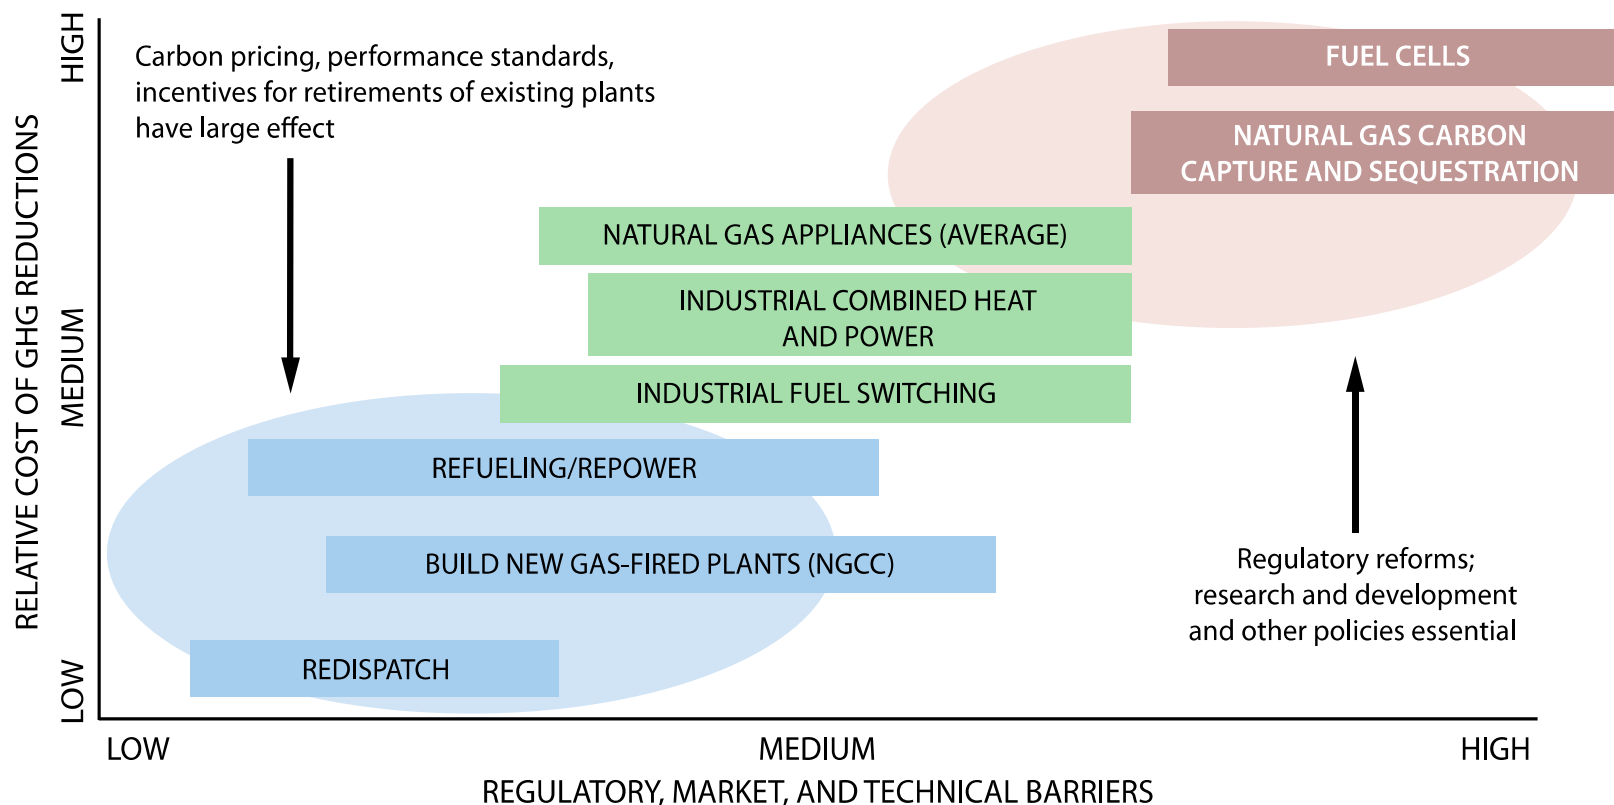 RELATIVE COST OF GHG REDUCTIONS
HIGH
MEDIUM
LOW
Carbon pricing, performance standards,
incentives for retirements of existing plants
have large effect
FUEL CELLS
NATURAL GAS CARBON
CAPTURE AND SEQUESTRATION
NATURAL GAS APPLIANCES (AVERAGE)
INDUSTRIAL COMBINED HEAT
AND POWER
INDUSTRIAL FUEL SWITCHING
REFUELING/REPOWER
BUILD NEW GAS-FIRED PLANTS (NGCC)
REDISPATCH
Regulatory reforms;
research and development
and other policies essential
LOW
MEDIUM
HIGH
REGULATORY, MARKET, AND TECHNICAL BARRIERS